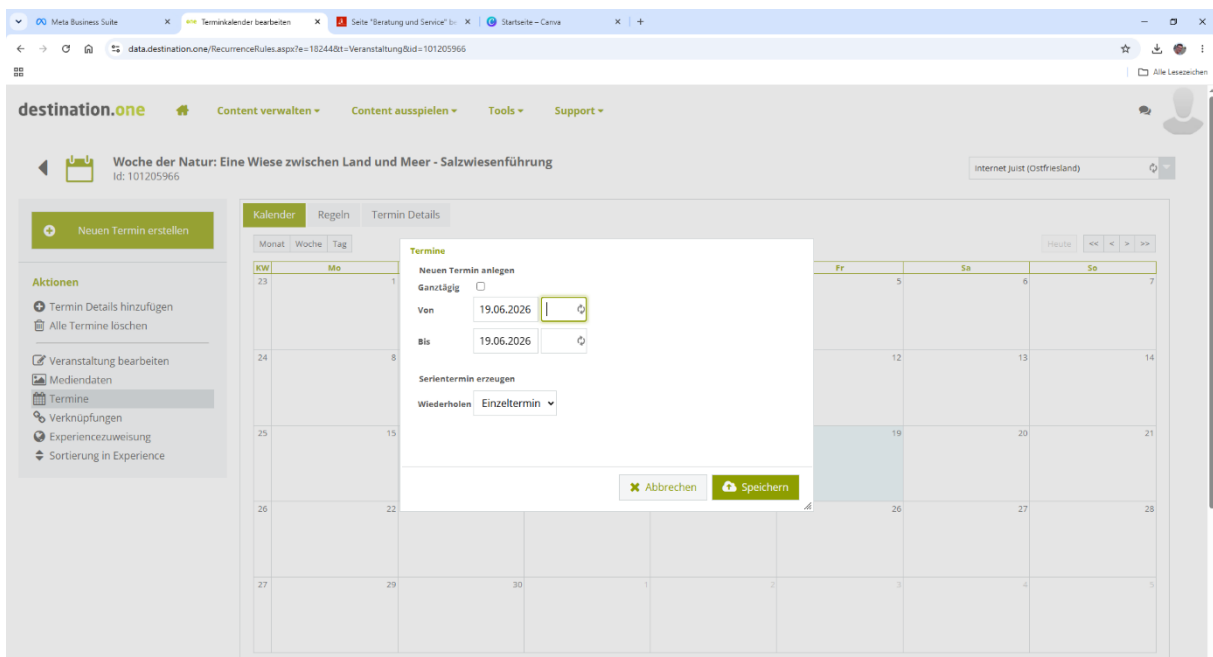 Meta Business Suite
Terminkalender bearbeiten
Seite "Beratung und Service" be
Startseite – Canva
data.destination.one/RecurrenceRules.aspx?e=18244&t=Veranstaltung&id=101205966
Alle Lesezeichen
destination.one
Content verwalten
Content ausspielen
Tools
Support
Woche der Natur: Eine Wiese zwischen Land und Meer - Salzwiesenführung
Id: 101205966
Internet Juist (Ostfriesland)
Neuen Termin erstellen
Aktionen
Termin Details hinzufügen
Alle Termine löschen
Veranstaltung bearbeiten
Mediendaten
Termine
Verknüpfungen
Experiencezuweisung
Sortierung in Experience
Kalender Regeln Termin Details
Monat Woche Tag
Heute << < > >>
KW Mo Fr Sa So
23 1 5 6 7
24 8 12 13 14
25 15 19 20 21
26 22 26 27 28
27 29 30 1 2 3 4 5
Termine
Neuen Termin anlegen
Ganztägig
Von 19.06.2026
Bis 19.06.2026
Serientermin erzeugen
Wiederholen Einzeltermin
Abbrechen Speichern